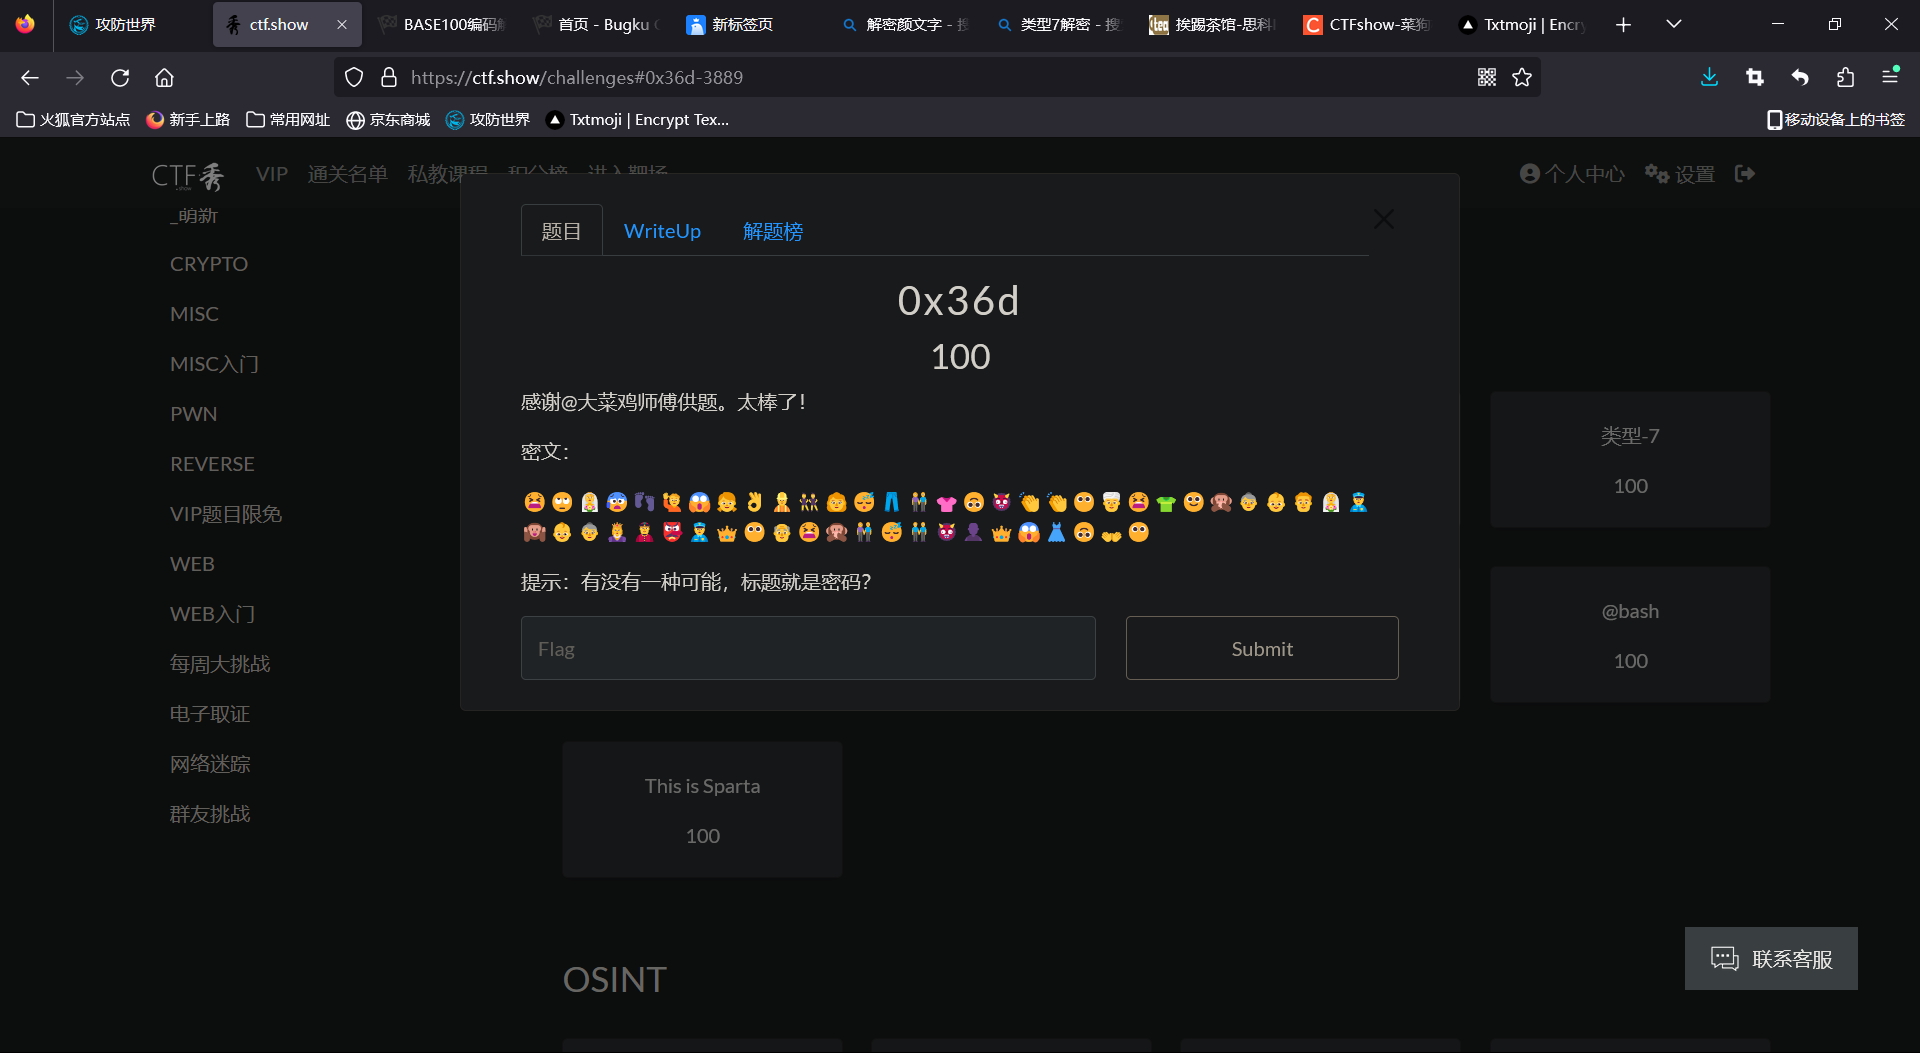 攻防世界
ctf.show
BASE100编码
首页 - Bugku
新标签页
解密颜文字 - 搜
类型7解密 - 搜
挨踢茶馆-思科
CTFshow-菜狗
Txtmoji | Encry
https://ctf.show/challenges#0x36d-3889
火狐官方站点
新手上路
常用网址
京东商城
攻防世界
Txtmoji | Encrypt Tex...
移动设备上的书签
CTF.show秀
VIP
通关名单
私教课程
积分榜
进入靶场
个人中心
设置
_萌新
CRYPTO
MISC
MISC入门
PWN
REVERSE
VIP题目限免
WEB
WEB入门
每周大挑战
电子取证
网络迷踪
群友挑战
题目
WriteUp
解题榜
0x36d
100
感谢@大菜鸡师傅供题。太棒了!
密文:
😫🙄👰😰👣🙋😱👧👌👷👯🙍😴👖👬👚🙃👿👏👏😶👳😫👕🙂🙊👵👶👱👰👮
🙉👶👵👸👲👹👮👑😶👴😫🙊👬😴👬👿👤👑😱👗🙃👐😶
提示：有没有一种可能，标题就是密码?
Flag
Submit
类型-7
100
@bash
100
This is Sparta
100
OSINT
联系客服